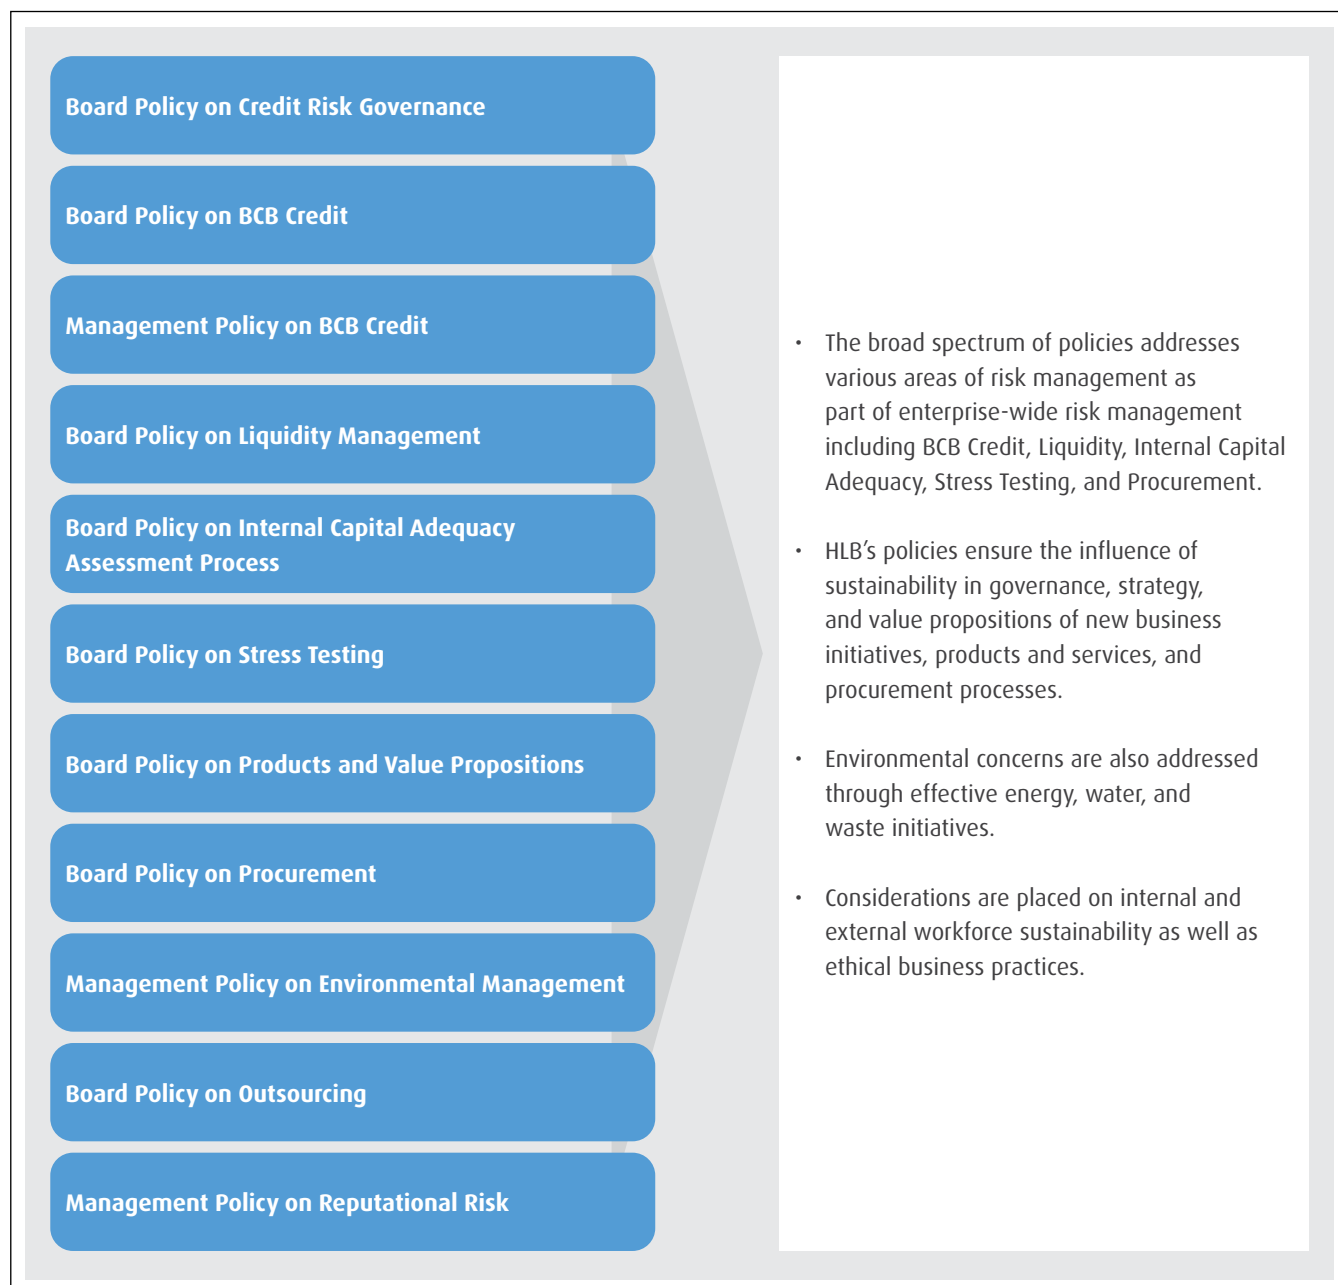 Board Policy on Credit Risk Governance
Board Policy on BCB Credit
Management Policy on BCB Credit
Board Policy on Liquidity Management
Board Policy on Internal Capital Adequacy
Assessment Process
Board Policy on Stress Testing
Board Policy on Products and Value Propositions
Board Policy on Procurement
Management Policy on Environmental Management
Board Policy on Outsourcing
Management Policy on Reputational Risk
• The broad spectrum of policies addresses
various areas of risk management as
part of enterprise-wide risk management
including BCB Credit, Liquidity, Internal Capital
Adequacy, Stress Testing, and Procurement.
• HLB’s policies ensure the influence of
sustainability in governance, strategy,
and value propositions of new business
initiatives, products and services, and
procurement processes.
• Environmental concerns are also addressed
through effective energy, water, and
waste initiatives.
• Considerations are placed on internal and
external workforce sustainability as well as
ethical business practices.